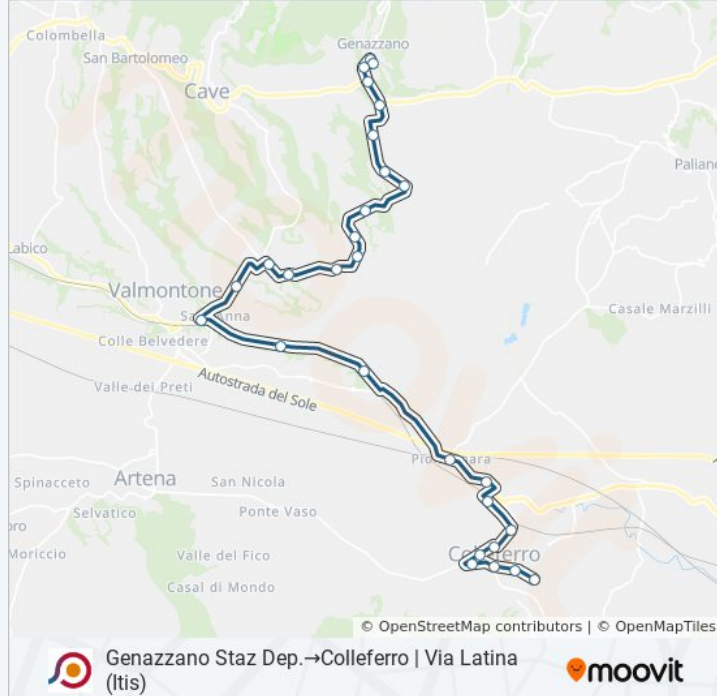 Colombella
San Bartolomeo
Genazzano
Cave
Paliano
Labico
Valmontone
Sant'Anna
Casale Marzilli
Colle Belvedere
Valle dei Preti
Autostrada del Sole
Artena
San Nicola
Spinacceto
Selvatico
Ponte Vaso
Colleferro
Moriccio
Valle del Fico
Casal di Mondo
© OpenStreetMap contributors | © OpenMapTiles
Genazzano Staz Dep.→Colleferro | Via Latina
(Itis)
moovit